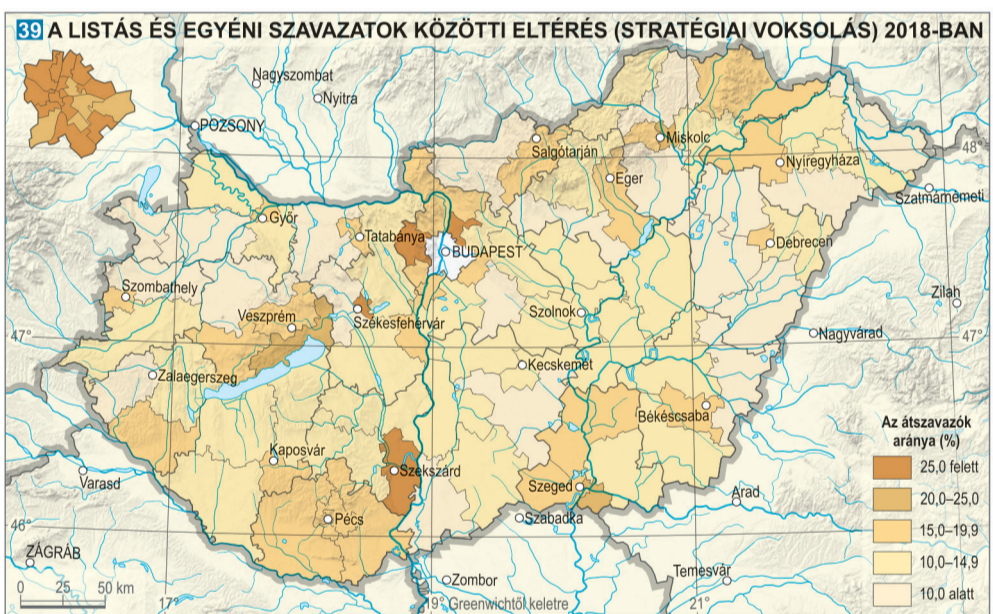 39 A LISTÁS ÉS EGYÉNI SZAVAZATOK KÖZÖTTI ELTÉRÉS (STRATÉGIAI VOKSOLÁS) 2018-BAN
Nagyszombat
Nyitra
POZSONY
Miskolc
48°
Salgótarján
Nyíregyháza
Eger
Szatmárnémeti
Győr
Tatabánya
Debrecen
BUDAPEST
Szombathely
Zilah
Veszprém
Szolnok
Székesfehérvár
47°
Nagyvárad
47°
Kecskemét
Zalaegerszeg
Békéscsaba
Az átszavazók
aránya (%)
Kaposvár
25,0 felett
Szekszárd
Varasd
Szeged
Arad
20,0–25,0
Pécs
Szabadka
46°
15,0–19,9
ZÁGRÁB
10,0–14,9
Temesvár
Zombor
10,0 alatt
0 25 50 km
17°
19° Greenwichtől keletre
21°